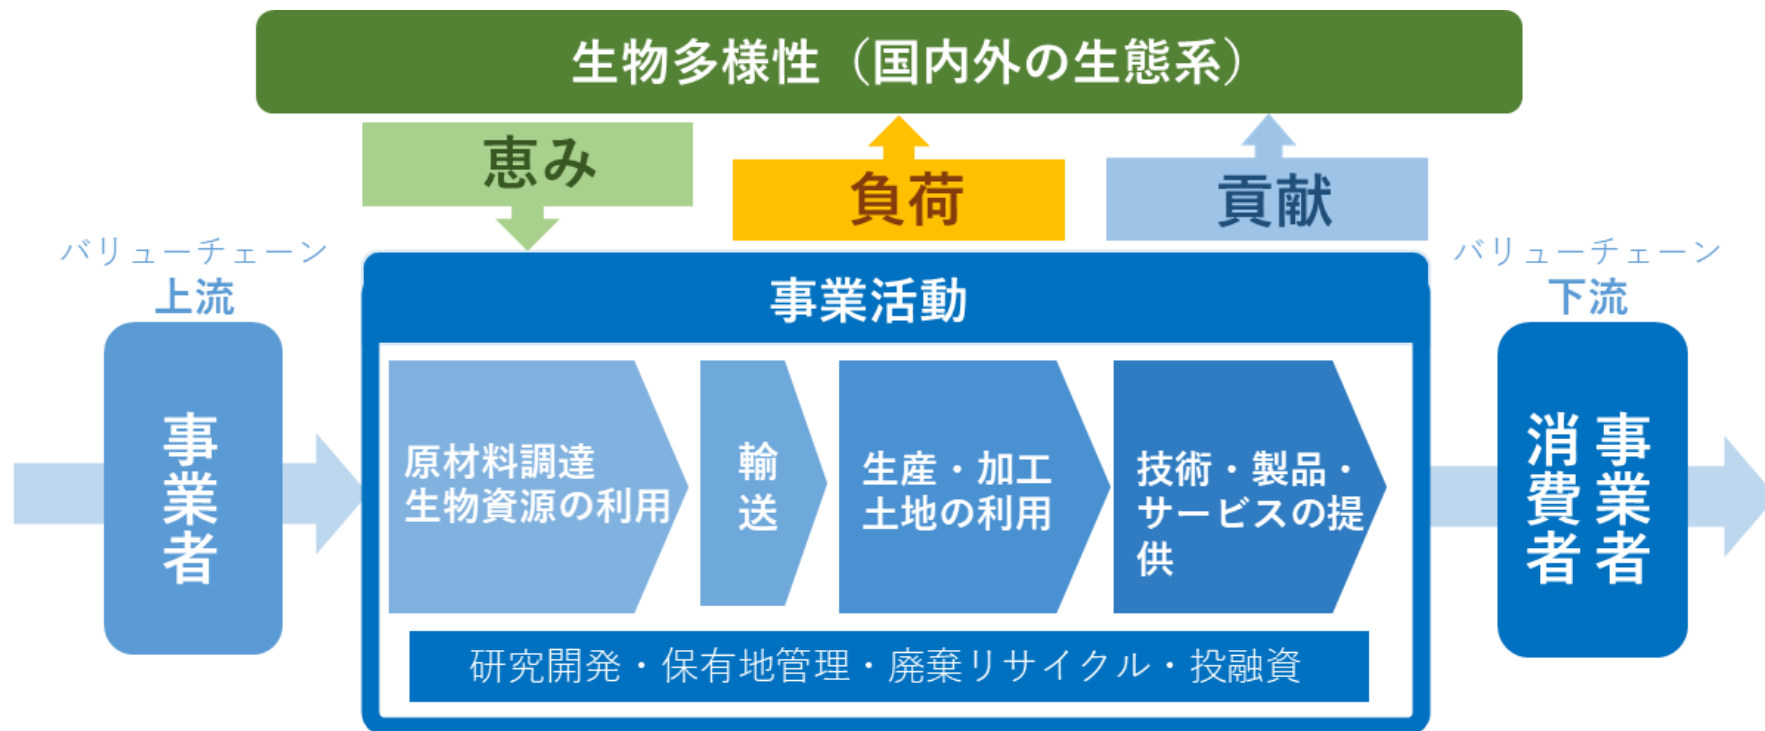 生物多様性（国内外の生態系）
恵み
負荷
貢献
バリューチェーン
上流
事業者
事業活動
原材料調達
生物資源の利用
輸
送
生産・加工
土地の利用
技術・製品・
サービスの提
供
研究開発・保有地管理・廃棄リサイクル・投融資
バリューチェーン
下流
事業者
消費者